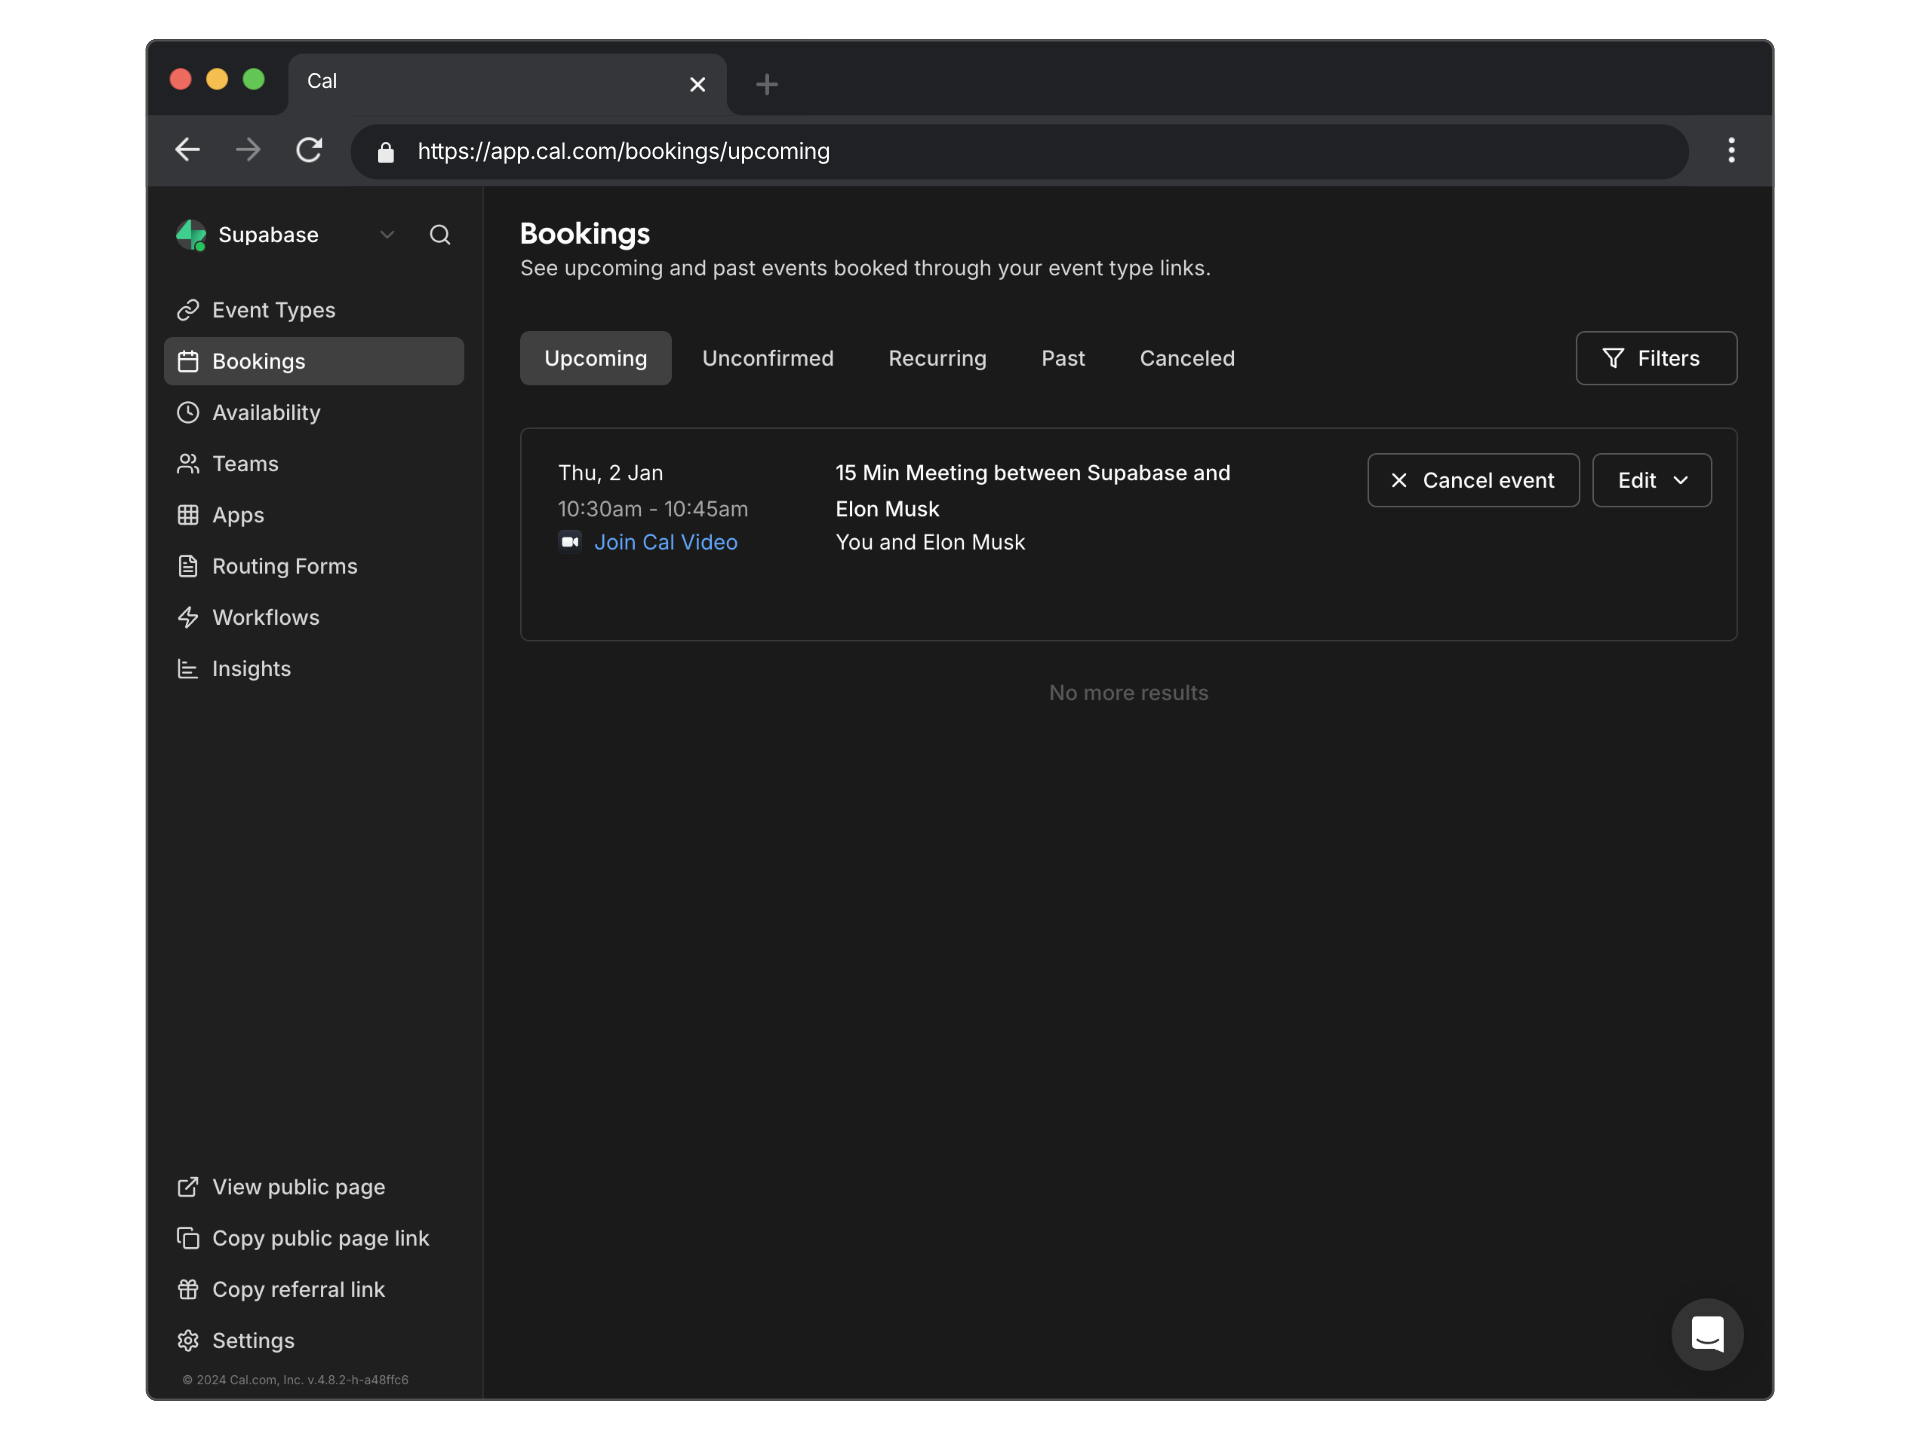 Cal
https://app.cal.com/bookings/upcoming
Supabase
Event Types
Bookings
Availability
Teams
Apps
Routing Forms
Workflows
Insights
View public page
Copy public page link
Copy referral link
Settings
© 2024 Cal.com, Inc. v.4.8.2-h-a48ffc6
Bookings
See upcoming and past events booked through your event type links.
Upcoming
Unconfirmed
Recurring
Past
Canceled
Filters
Thu, 2 Jan
10:30am - 10:45am
Join Cal Video
15 Min Meeting between Supabase and
Elon Musk
You and Elon Musk
Cancel event
Edit
No more results